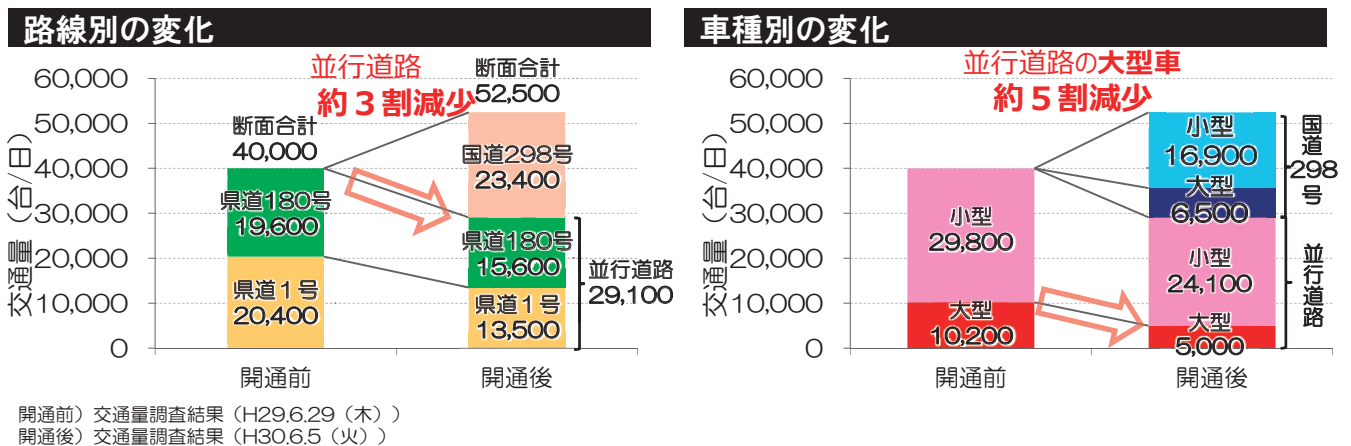 路線別の変化
並行道路
約３割減少
断面合計
52,500
断面合計
40,000
交通量（台/日）
60,000
50,000
40,000
30,000
20,000
10,000
0
県道180号
19,600
県道１号
20,400
国道298号
23,400
県道180号
15,600
県道１号
13,500
並行道路
29,100
開通前
開通後
車種別の変化
並行道路の大型車
約５割減少
交通量（台/日）
60,000
50,000
40,000
30,000
20,000
10,000
0
小型
29,800
大型
10,200
小型
16,900
大型
6,500
小型
24,100
大型
5,000
国道298号
並行道路
開通前
開通後
開通前）交通量調査結果（H29.6.29（木））
開通後）交通量調査結果（H30.6.5（火））